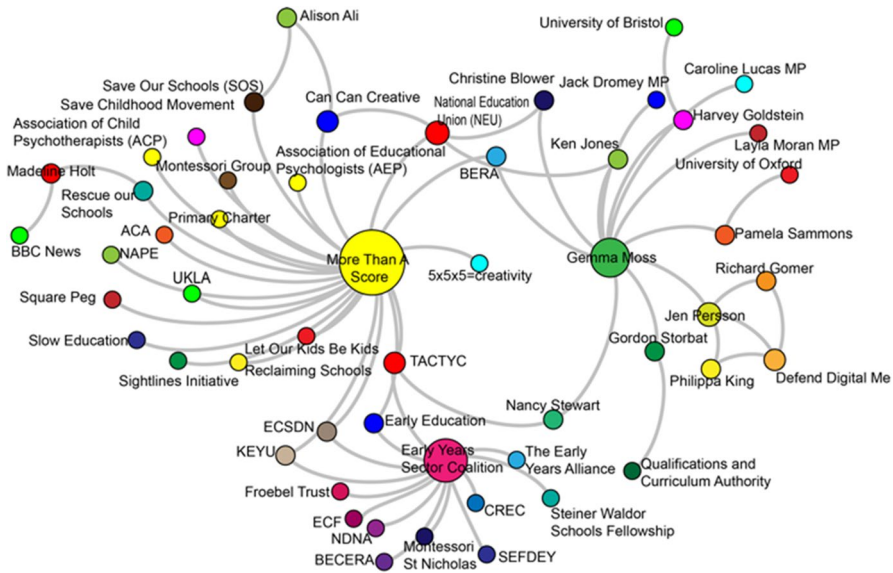 Alison Ali
University of Bristol
Caroline Lucas MP
Christine Blower
Jack Dromey MP
Save Our Schools (SOS)
Save Childhood Movement
Can Can Creative
National Education
Union (NEU)
Harvey Goldstein
Association of Child
Psychotherapists (ACP)
Layla Moran MP
Ken Jones
Association of Educational
Psychologists (AEP)
University of Oxford
Madeline Holt
Montessori Group
BERA
Rescue our
Schools
Primary Charter
ACA
Pamela Sammons
BBC News
NAPE
More Than A
Score
Gemma Moss
5x5x5=creativity
Richard Gomer
UKLA
Square Peg
Jen Persson
Gordon Storbat
Slow Education
Let Our Kids Be Kids
Reclaiming Schools
TACTYC
Sightlines Initiative
Philippa King
Defend Digital Me
Nancy Stewart
ECSDN
Early Education
KEYU
Early Years
Sector Coalition
The Early
Years Alliance
Qualifications and
Curriculum Authority
Froebel Trust
CREC
Steiner Waldor
Schools Fellowship
ECF
NDNA
Montessori
St Nicholas
BECERA
SEFDEY